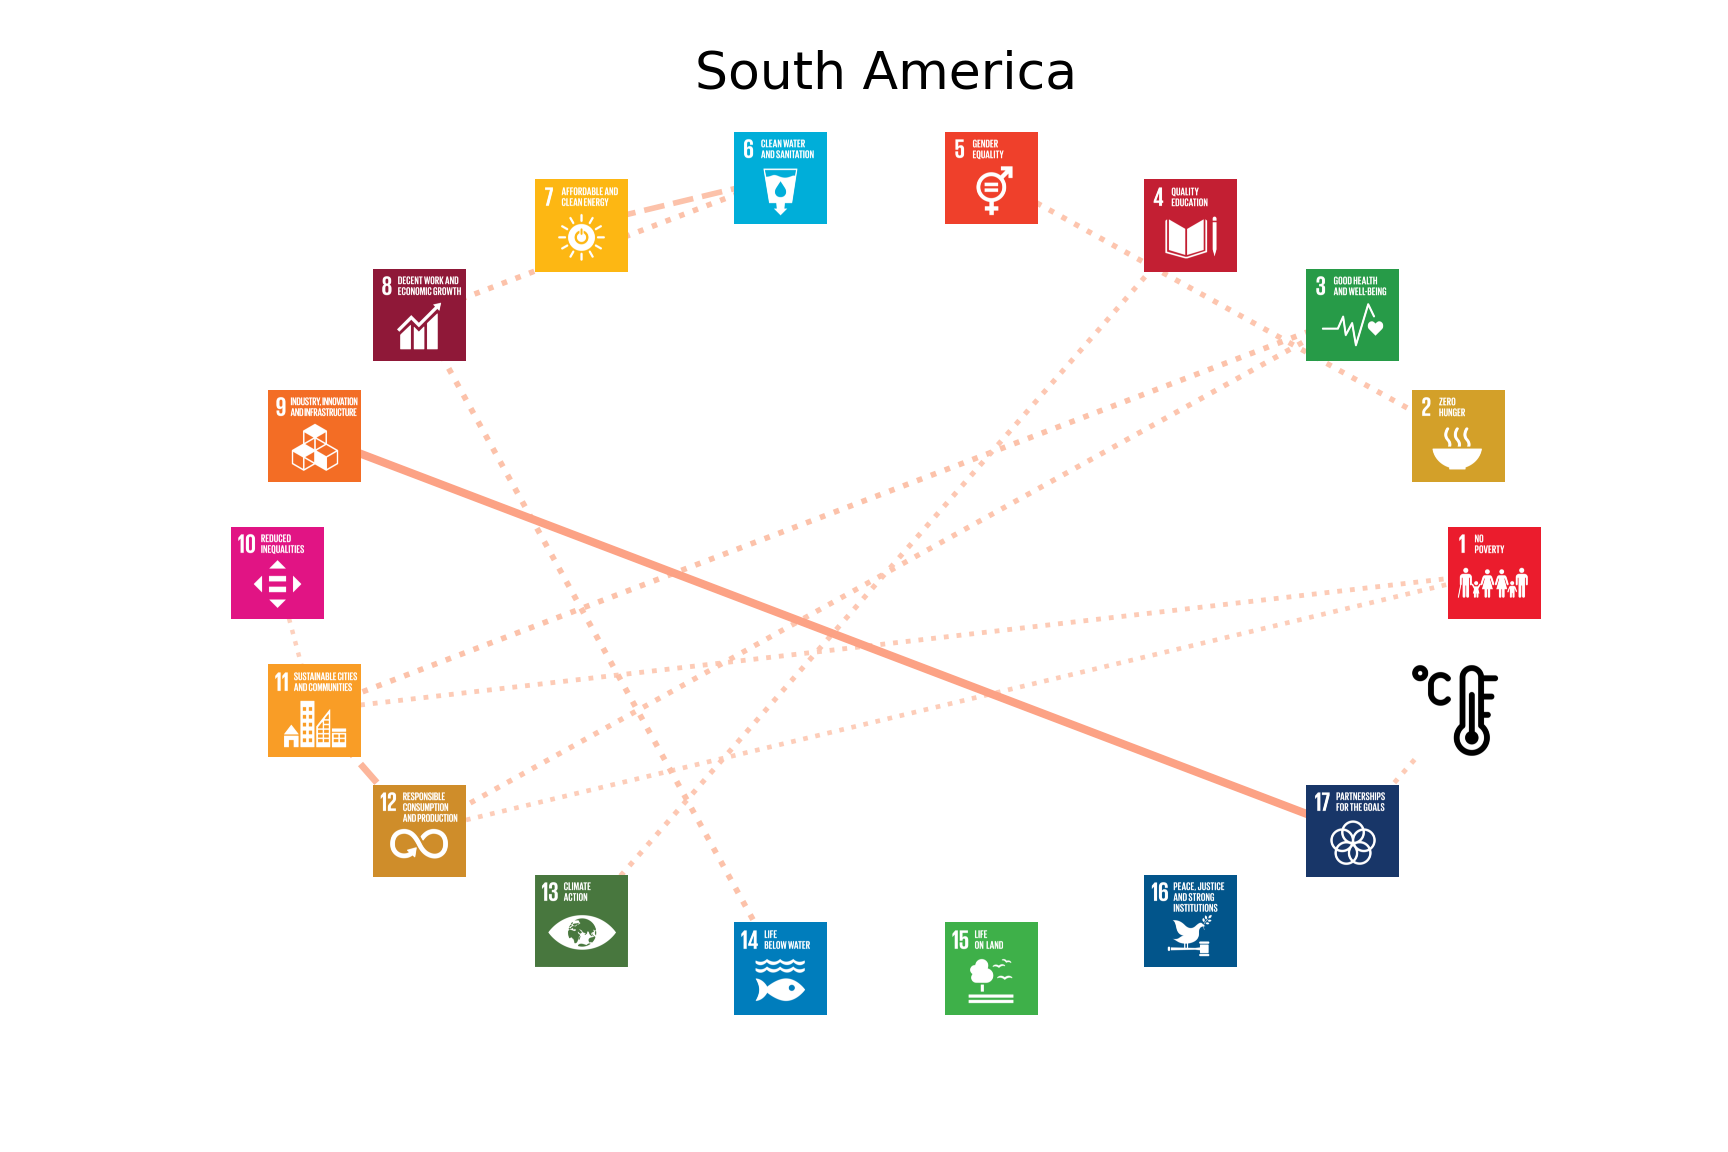 South America
6 CLEAN WATER
AND SANITATION
5 GENDER
EQUALITY
7 AFFORDABLE AND
CLEAN ENERGY
4 QUALITY
EDUCATION
8 DECENT WORK AND
ECONOMIC GROWTH
3 GOOD HEALTH
AND WELL-BEING
9 INDUSTRY, INNOVATION
AND INFRASTRUCTURE
2 ZERO
HUNGER
10 REDUCED
INEQUALITIES
1 NO
POVERTY
11 SUSTAINABLE CITIES
AND COMMUNITIES
°C
12 RESPONSIBLE
CONSUMPTION
AND PRODUCTION
17 PARTNERSHIPS
FOR THE GOALS
13 CLIMATE
ACTION
16 PEACE, JUSTICE
AND STRONG
INSTITUTIONS
14 LIFE
BELOW WATER
15 LIFE
ON LAND